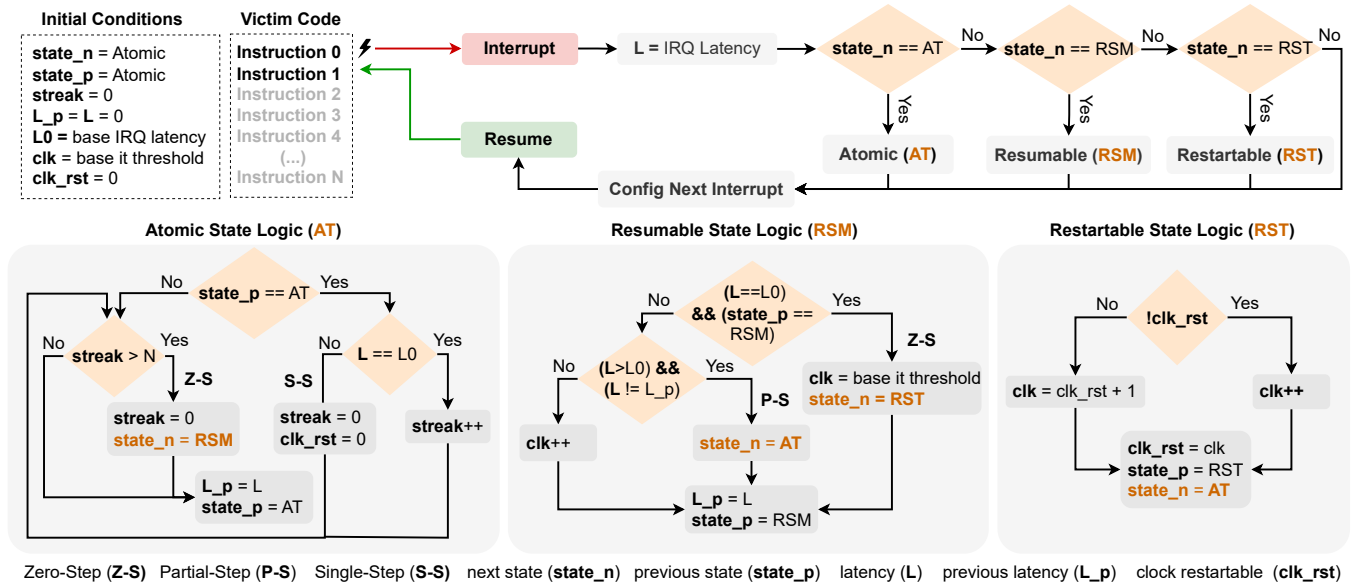 Initial Conditions
state_n = Atomic
state_p = Atomic
streak = 0
L_p = L = 0
L0 = base IRQ latency
clk = base it threshold
clk_rst = 0
Victim Code
Instruction 0
Instruction 1
Instruction 2
Instruction 3
Instruction 4
(...)
Instruction N
Interrupt
L = IRQ Latency
state_n == AT
No
state_n == RSM
No
state_n == RST
No
Yes
Yes
Yes
Resume
Atomic (AT)
Resumable (RSM)
Restartable (RST)
Config Next Interrupt
Atomic State Logic (AT)
No
state_p == AT
Yes
No
streak > N
Yes
Z-S
No
L == L0
Yes
S-S
streak = 0
state_n = RSM
streak = 0
clk_rst = 0
streak++
L_p = L
state_p = AT
Resumable State Logic (RSM)
No
(L==L0)
&& (state_p ==
RSM)
Yes
Z-S
No
(L>L0) &&
(L != L_p)
Yes
P-S
clk = base it threshold
state_n = RST
clk++
state_n = AT
L_p = L
state_p = RSM
Restartable State Logic (RST)
No
!clk_rst
Yes
clk = clk_rst + 1
clk++
clk_rst = clk
state_p = RST
state_n = AT
Zero-Step (Z-S) Partial-Step (P-S) Single-Step (S-S) next state (state_n) previous state (state_p) latency (L) previous latency (L_p) clock restartable (clk_rst)